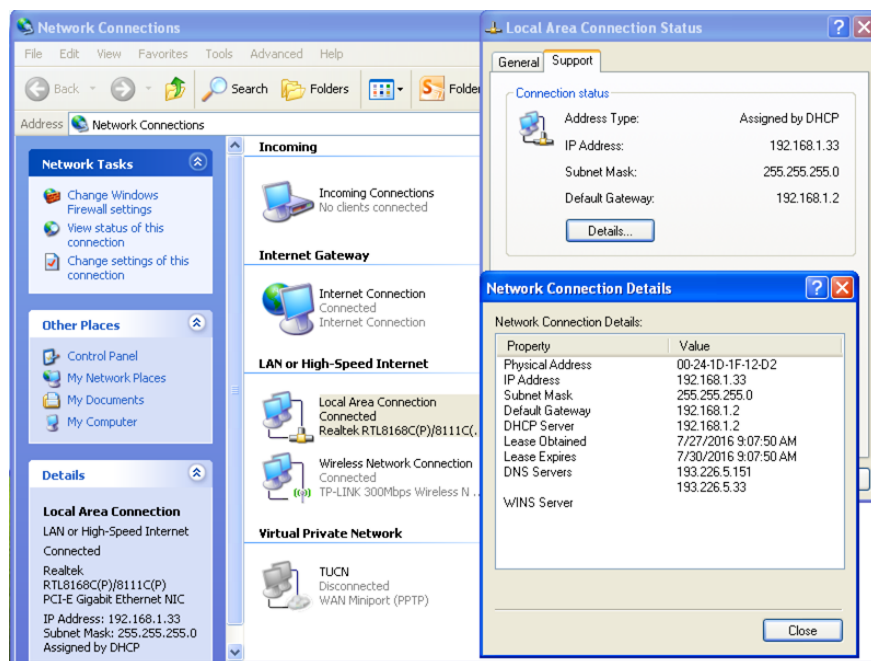 Network Connections
File Edit View Favorites Tools Advanced Help
Back Search Folders Folder
Address Network Connections
Network Tasks
Change Windows
Firewall settings
View status of this
connection
Change settings of this
connection
Other Places
Control Panel
My Network Places
My Documents
My Computer
Details
Local Area Connection
LAN or High-Speed Internet
Connected
Realtek
RTL8168C(P)/8111C(P)
PCI-E Gigabit Ethernet NIC
IP Address: 192.168.1.33
Subnet Mask: 255.255.255.0
Assigned by DHCP
Incoming
Incoming Connections
No clients connected
Internet Gateway
Internet Connection
Connected
Internet Connection
LAN or High-Speed Internet
Local Area Connection
Connected
Realtek RTL8168C(P)/8111C(.
Wireless Network Connection
Connected
TP-LINK 300Mbps Wireless N ..
Virtual Private Network
TUCN
Disconnected
WAN Miniport (PPTP)
Local Area Connection Status
General Support
Connection status
Address Type: Assigned by DHCP
IP Address: 192.168.1.33
Subnet Mask: 255.255.255.0
Default Gateway: 192.168.1.2
Details...
Network Connection Details
Network Connection Details:
Property Value
Physical Address 00-24-1D-1F-12-D2
IP Address 192.168.1.33
Subnet Mask 255.255.255.0
Default Gateway 192.168.1.2
DHCP Server 192.168.1.2
Lease Obtained 7/27/2016 9:07:50 AM
Lease Expires 7/30/2016 9:07:50 AM
DNS Servers 193.226.5.151
193.226.5.33
WINS Server
Close